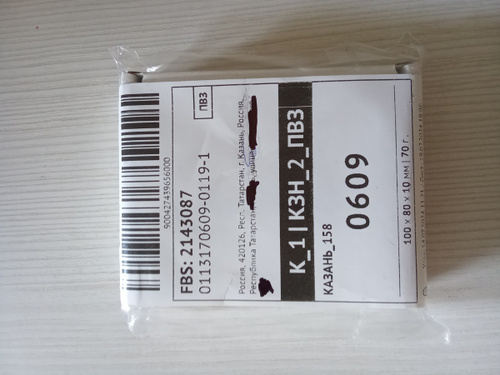 900427439656000
FBS: 2143087
ПВЗ
0113170609-0119-1
Россия, 420126, Респ. Татарстан, г. Казань, Россия,
Республика Татарстан
К_1 | КЗН_2_ПВЗ
КАЗАНЬ_158
0609
100 x 80 x 10 мм | 70 г.